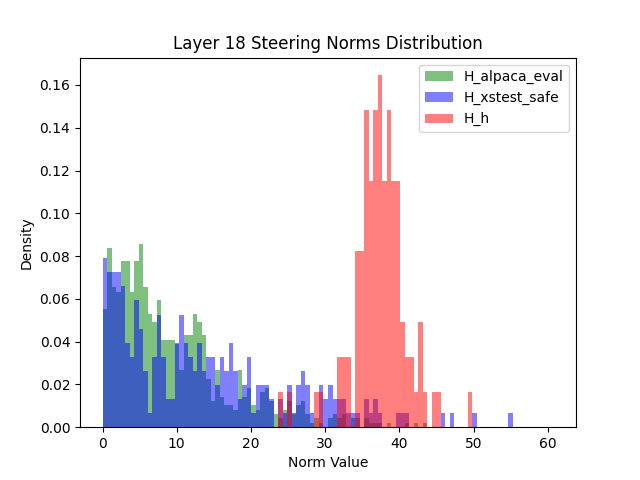 Layer 18 Steering Norms Distribution
H_alpaca_eval
H_xstest_safe
H_h
Density
0.16
0.14
0.12
0.10
0.08
0.06
0.04
0.02
0.00
0 10 20 30 40 50 60
Norm Value